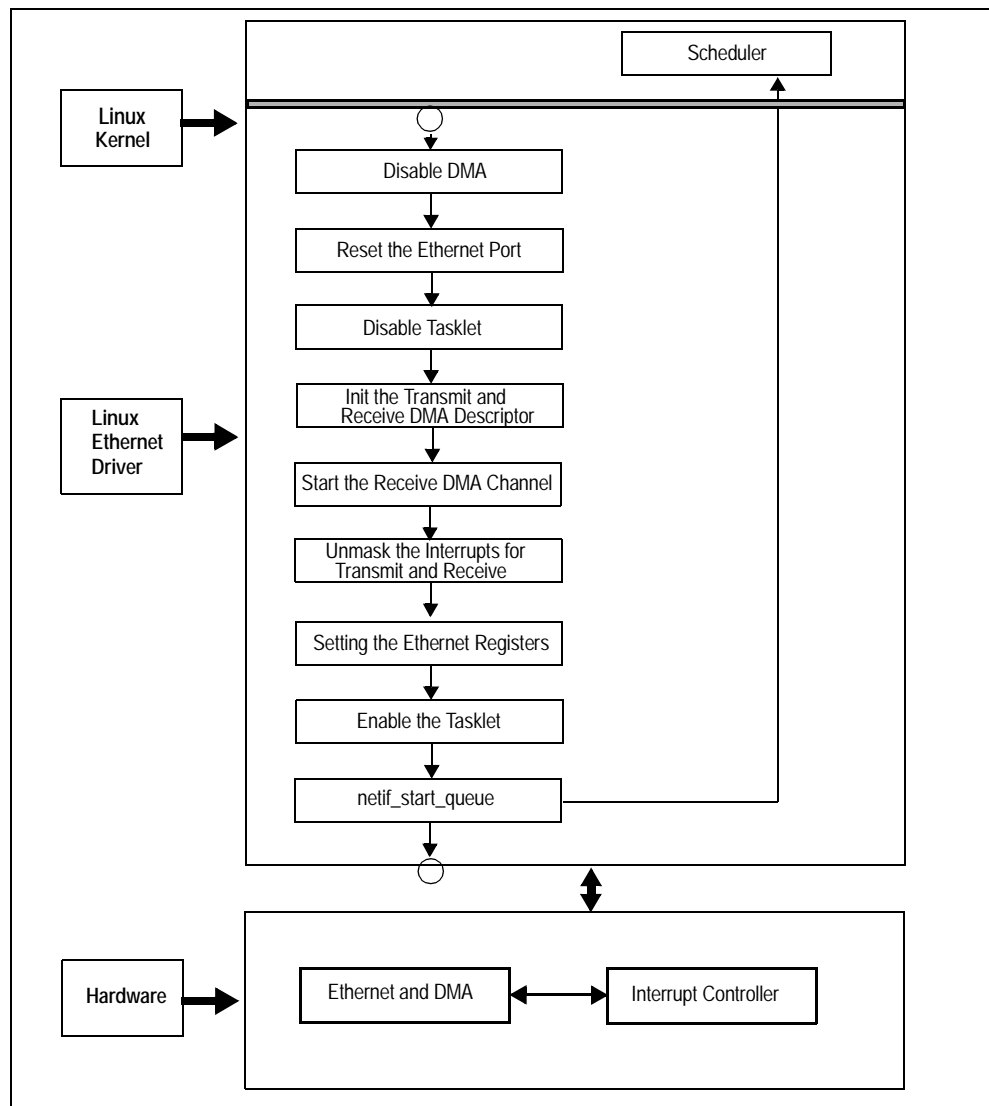 Scheduler
Linux
Kernel
Disable DMA
Reset the Ethernet Port
Disable Tasklet
Init the Transmit and
Receive DMA Descriptor
Linux
Ethernet
Driver
Start the Receive DMA Channel
Unmask the Interrupts for
Transmit and Receive
Setting the Ethernet Registers
Enable the Tasklet
netif_start_queue
Hardware
Ethernet and DMA
Interrupt Controller